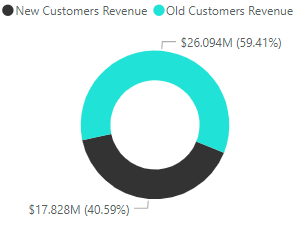 New Customers Revenue Old Customers Revenue
$26.094M (59.41%)
$17.828M (40.59%)